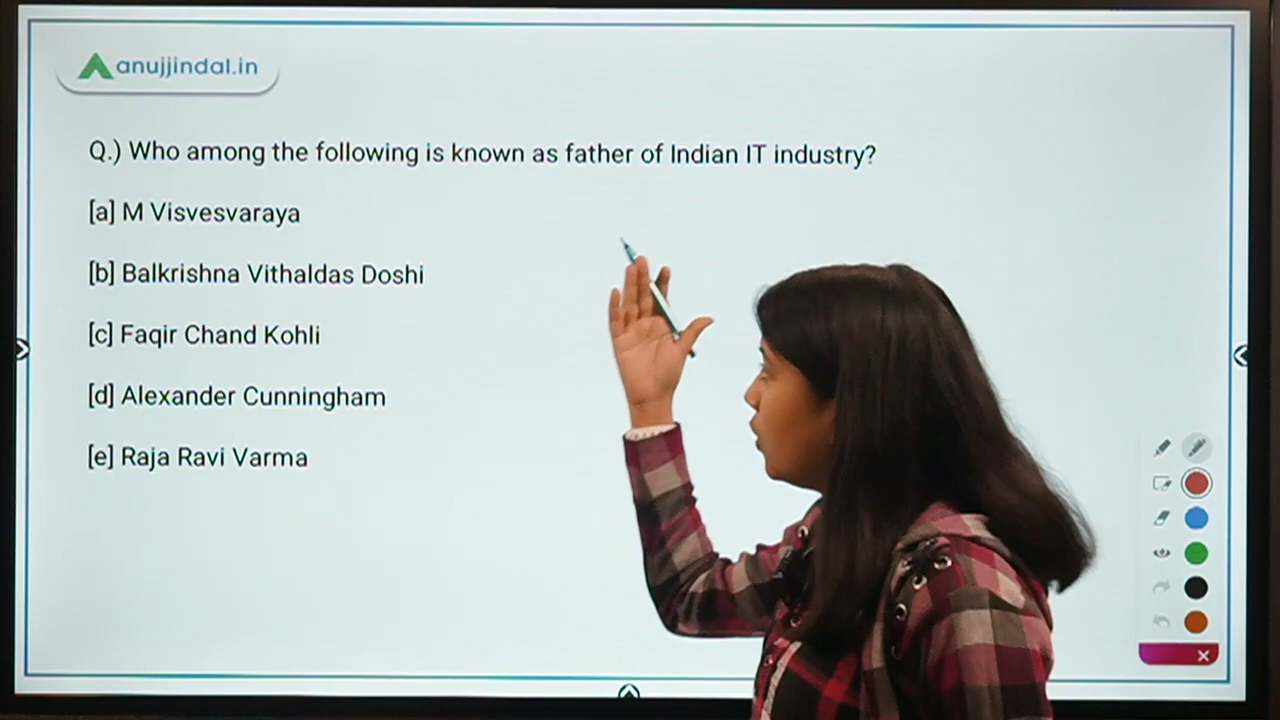 anujjindal.in
Q.) Who among the following is known as father of Indian IT industry?
[a] M Visvesvaraya
[b] Balkrishna Vithaldas Doshi
[c] Faqir Chand Kohli
[d] Alexander Cunningham
[e] Raja Ravi Varma